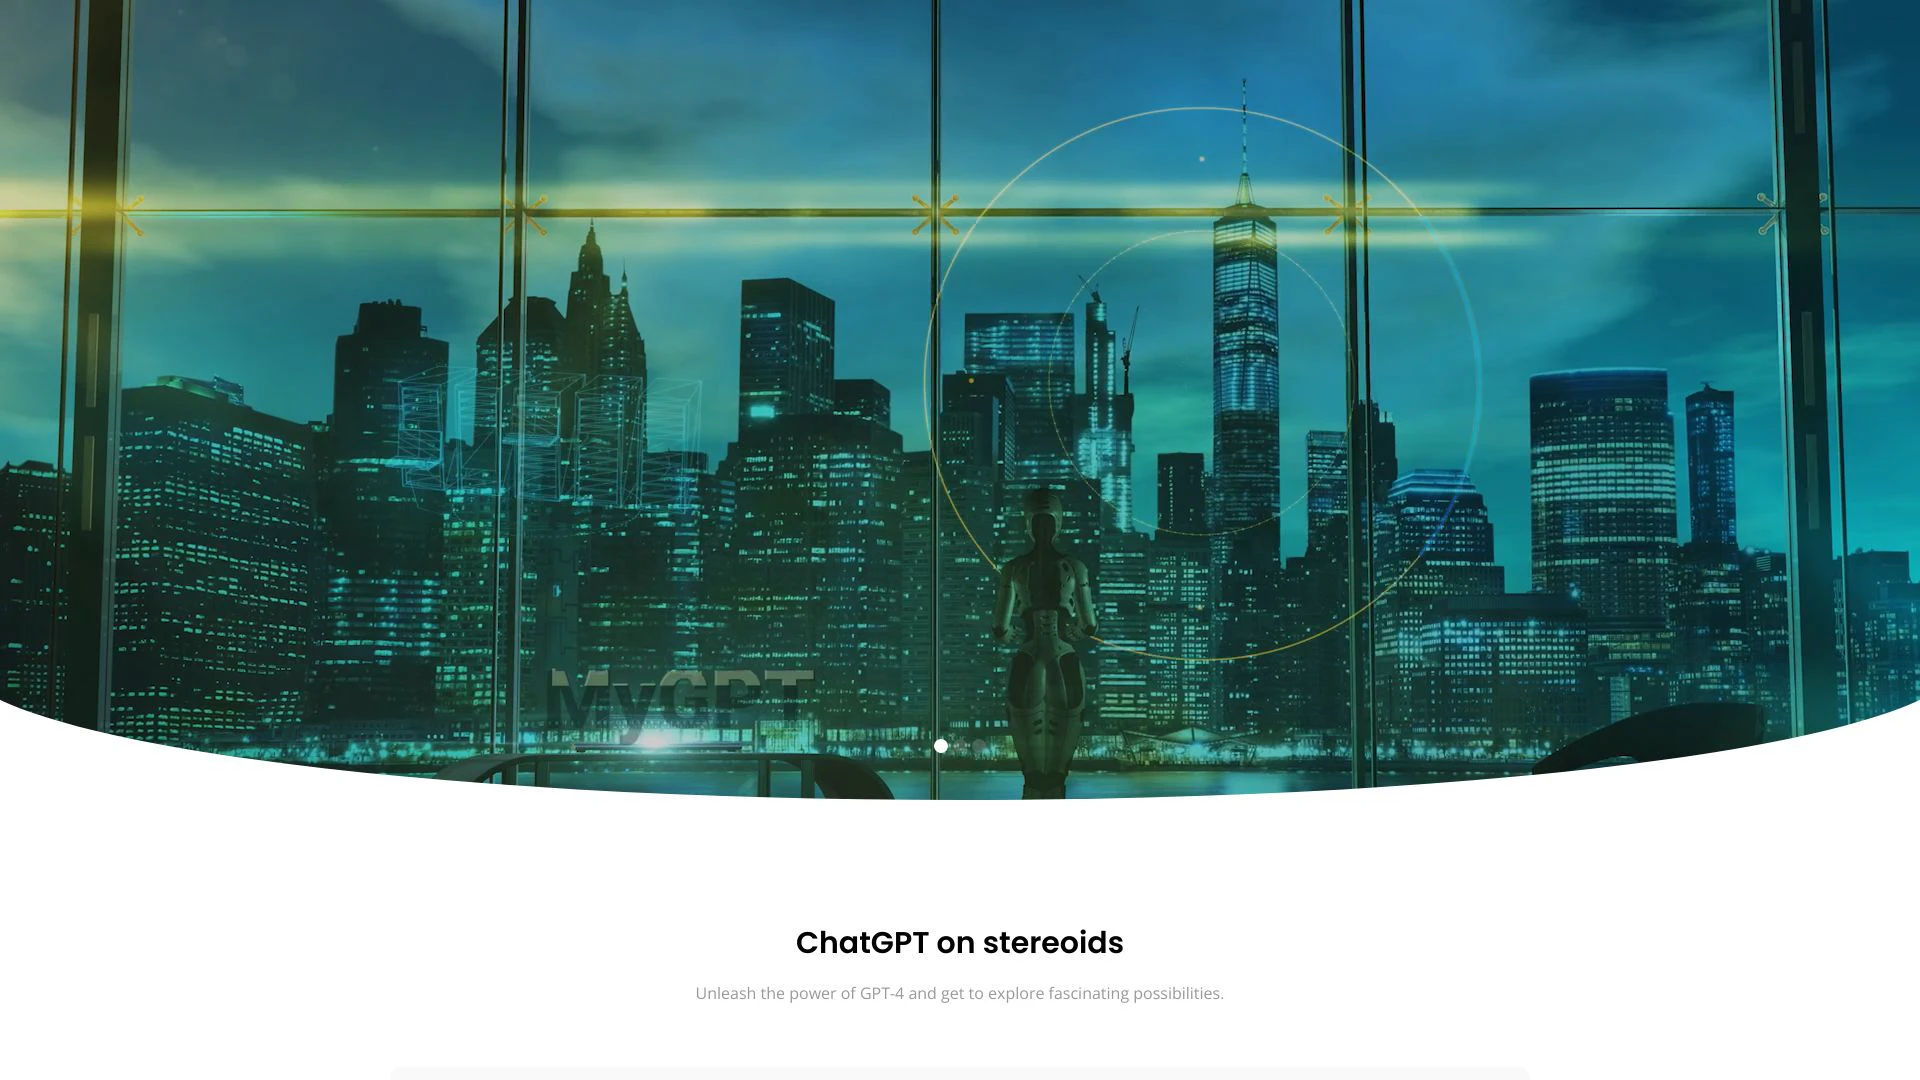 MyGPT
ChatGPT on stereoids
Unleash the power of GPT-4 and get to explore fascinating possibilities.